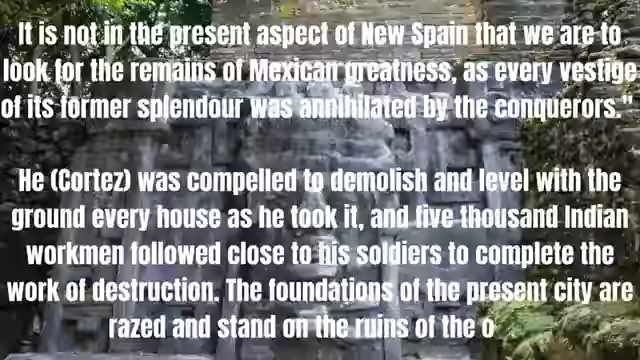 It is not in the present aspect of New Spain that we are to
look for the remains of Mexican greatness, as every vestige
of its former splendour was annihilated by the conquerors."
He (Cortez) was compelled to demolish and level with the
ground every house as he took it, and five thousand Indian
workmen followed close to his soldiers to complete the
work of destruction. The foundations of the present city are
razed and stand on the ruins of the o